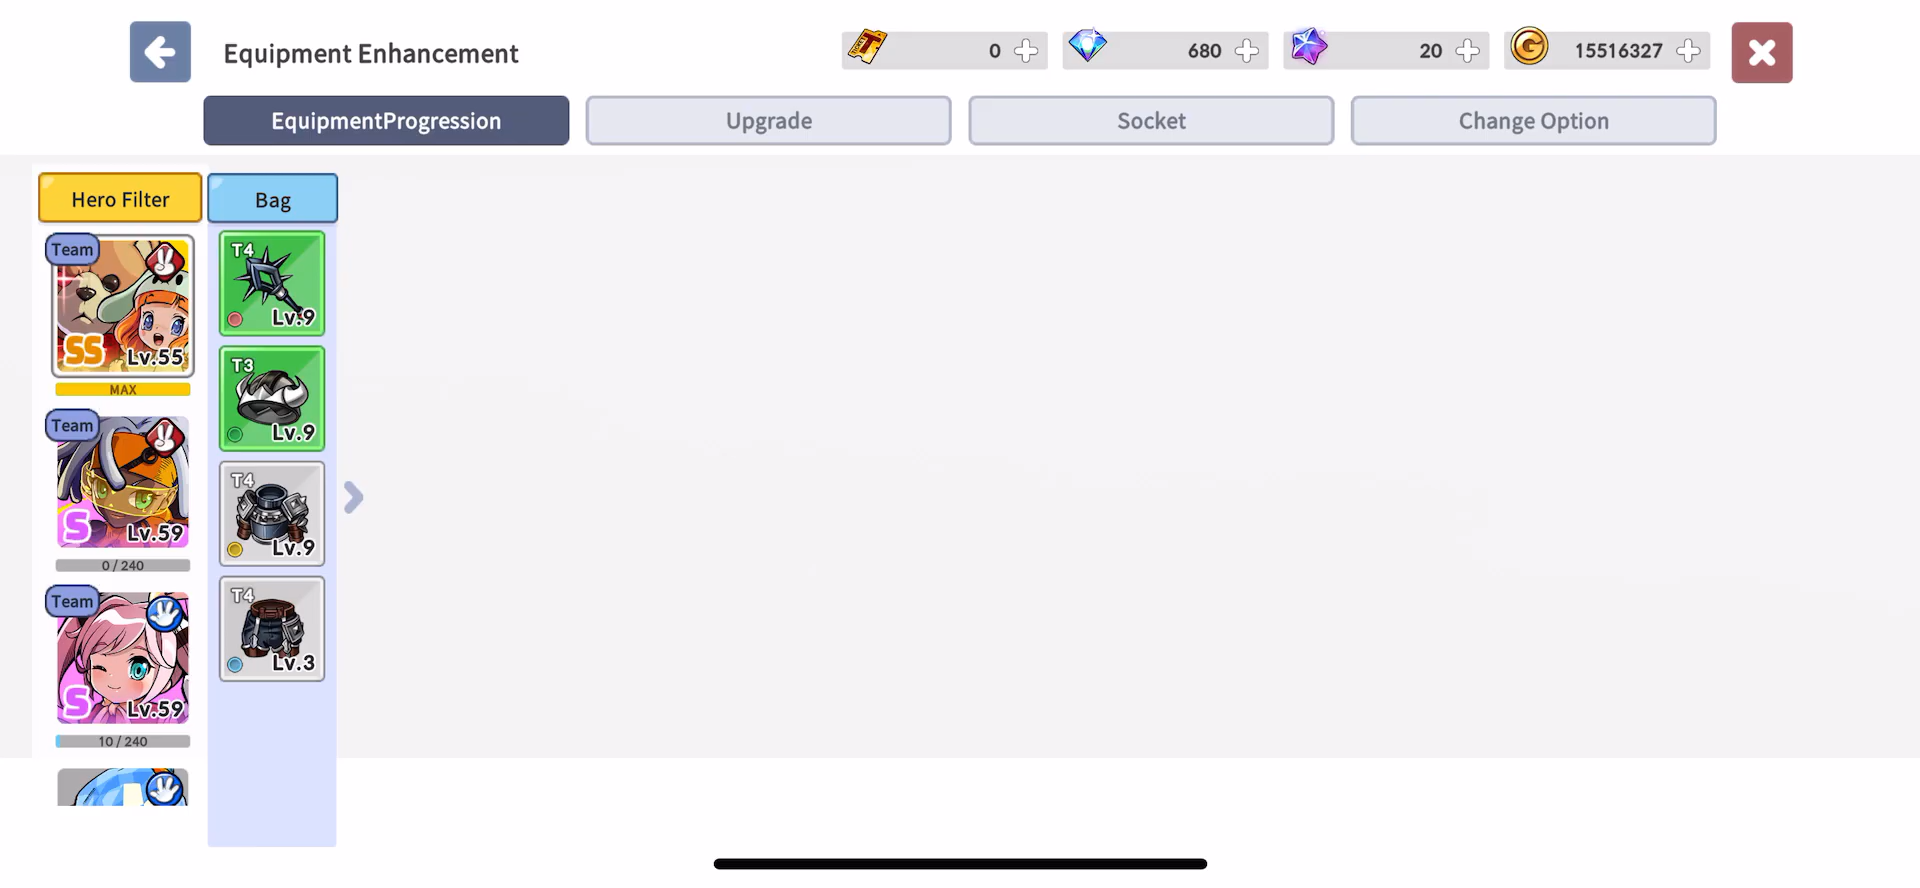 Equipment Enhancement
0
680
20
15516327
EquipmentProgression
Upgrade
Socket
Change Option
Hero Filter
Bag
Team
SS
Lv.55
MAX
Team
S
Lv.59
0 / 240
Team
S
Lv.59
10 / 240
T4
Lv.9
T3
Lv.9
T4
Lv.9
T4
Lv.3